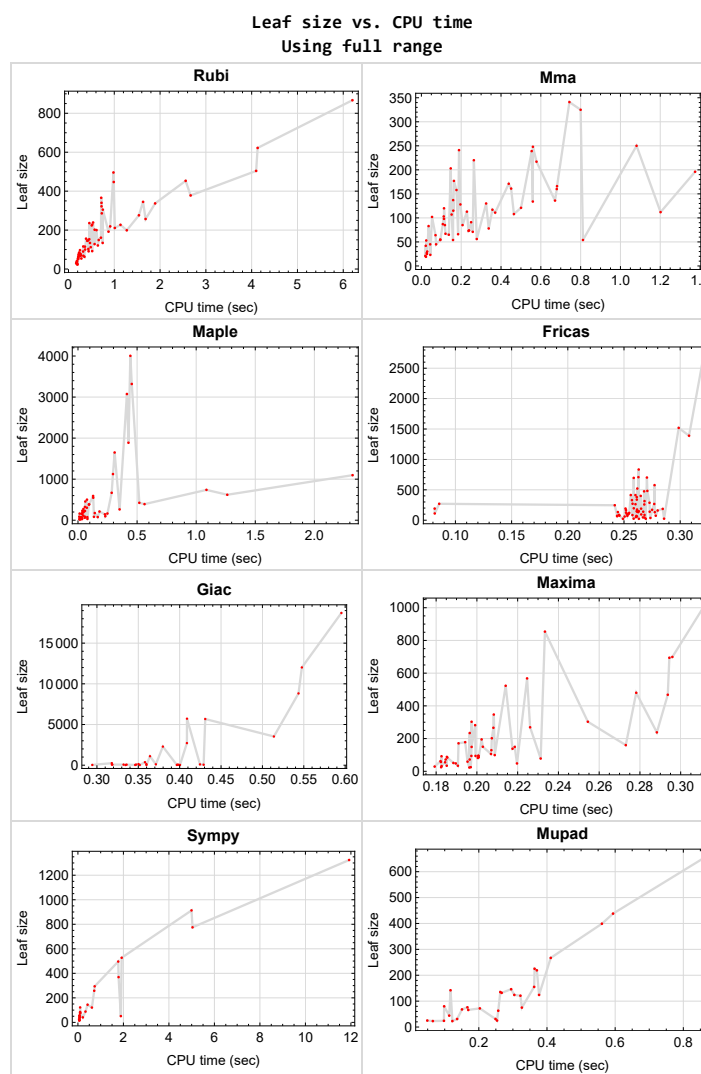 Leaf size vs. CPU time
Using full range
Rubi
Leaf size
800
600
400
200
0
0 1 2 3 4 5 6
CPU time (sec)
Mma
Leaf size
350
300
250
200
150
100
50
0
0.0 0.2 0.4 0.6 0.8 1.0 1.2
CPU time (sec)
Maple
Leaf size
4000
3000
2000
1000
0
0.0 0.5 1.0 1.5 2.0
CPU time (sec)
Fricas
Leaf size
2500
2000
1500
1000
500
0
0.10 0.15 0.20 0.25 0.30
CPU time (sec)
Giac
Leaf size
15000
10000
5000
0
0.30 0.35 0.40 0.45 0.50 0.55 0.60
CPU time (sec)
Maxima
Leaf size
1000
800
600
400
200
0
0.18 0.20 0.22 0.24 0.26 0.28 0.30
CPU time (sec)
Sympy
Leaf size
1200
1000
800
600
400
200
0
0 2 4 6 8 10 12
CPU time (sec)
Mupad
Leaf size
600
500
400
300
200
100
0
0.2 0.4 0.6 0.8
CPU time (sec)